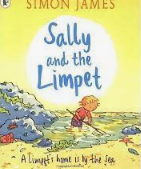 SIMON JAMES
Sally
and the
Limpet
A limpet's home is by the Sea